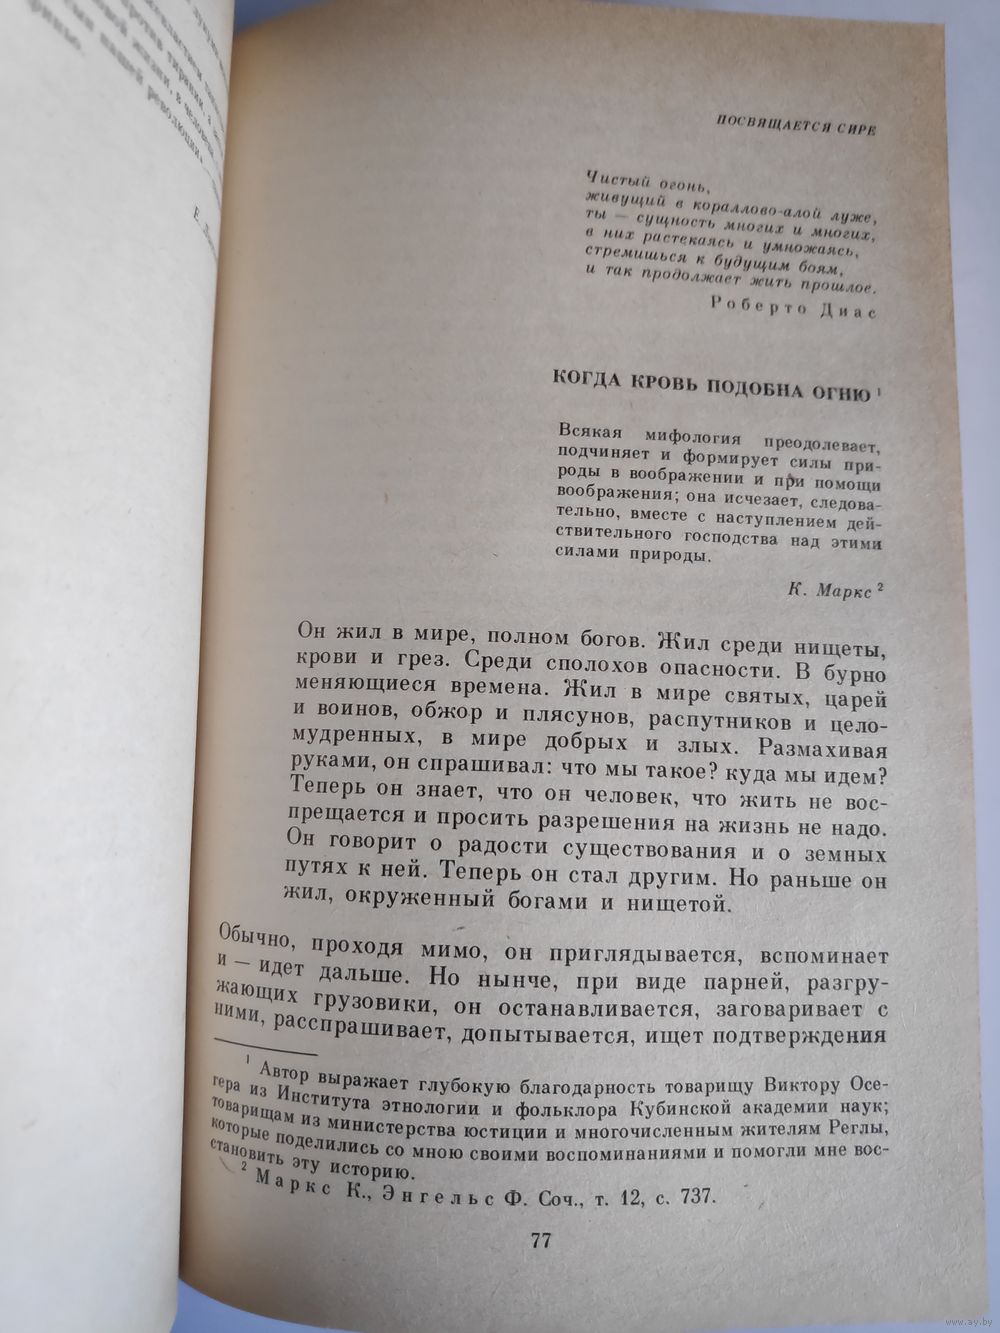 ПОСВЯЩАЕТСЯ СИРЕ
Чистый огонь,
живущий в кораллово-алой луже,
ты — сущность многих и многих,
в них растекаясь и умножаясь,
стремишься к будущим боям,
и так продолжает жить прошлое.
Роберто Диас
КОГДА КРОВЬ ПОДОБНА ОГНЮ 1
Всякая мифология преодолевает,
подчиняет и формирует силы при-
роды в воображении и при помощи
воображения; она исчезает, следова-
тельно, вместе с наступлением дей-
ствительного господства над этими
силами природы.
К. Маркс 2
Он жил в мире, полном богов. Жил среди нищеты,
крови и грез. Среди сполохов опасности. В бурно
меняющиеся времена. Жил в мире святых, царей
и воинов, обжор и плясунов, распутников и цело-
мудренных, в мире добрых и злых. Размахивая
руками, он спрашивал: что мы такое? куда мы идем?
Теперь он знает, что он человек, что жить не вос-
прещается и просить разрешения на жизнь не надо.
Он говорит о радости существования и о земных
путях к ней. Теперь он стал другим. Но раньше он
жил, окруженный богами и нищетой.
Обычно, проходя мимо, он приглядывается, вспоминает
и — идет дальше. Но нынче, при виде парней, разгру-
жающих грузовики, он останавливается, заговаривает с
ними, расспрашивает, допытывается, ищет подтверждения
1 Автор выражает глубокую благодарность товарищу Виктору Осе-
гера из Института этнологии и фольклора Кубинской академии наук;
товарищам из министерства юстиции и многочисленным жителям Реглы,
которые поделились со мною своими воспоминаниями и помогли мне вос-
становить эту историю.
2 Маркс К., Энгельс Ф. Соч., т. 12, с. 737.
77
www.ay.by